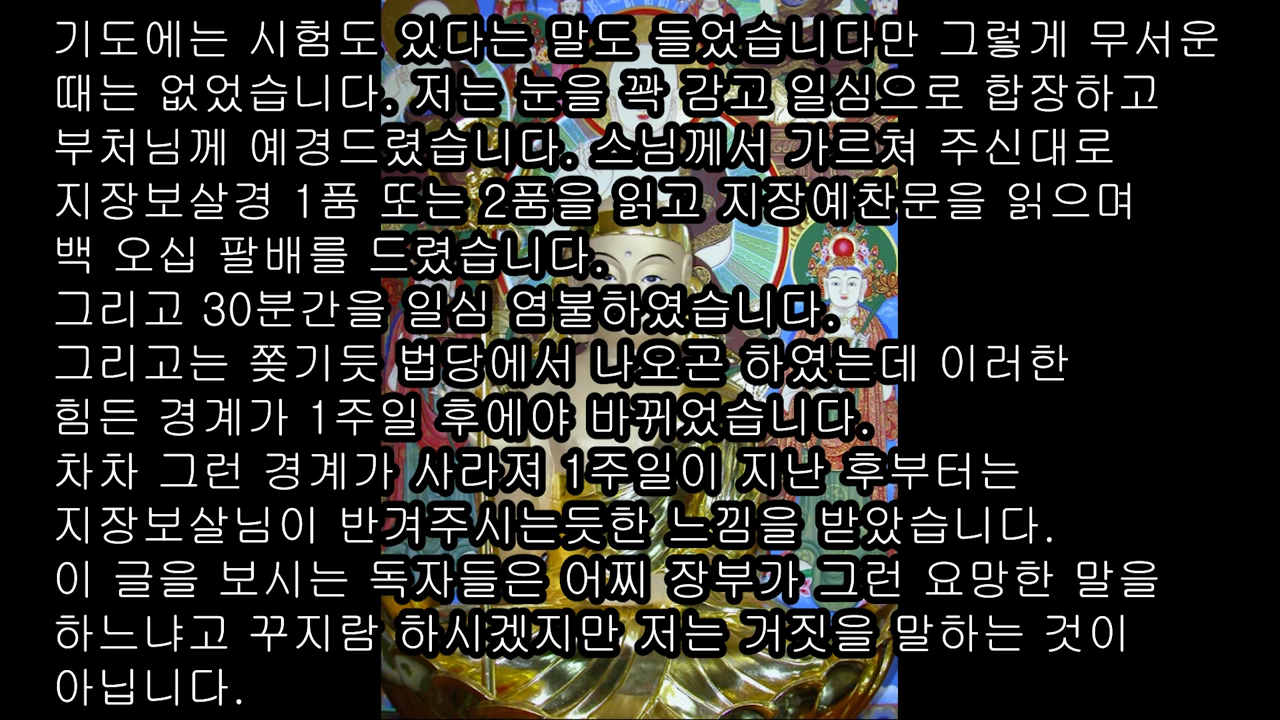 기도에는 시험도 있다는 말도 들었습니다만 그렇게 무서운
때는 없었습니다. 저는 눈을 꽉 감고 일심으로 합장하고
부처님께 예경드렸습니다. 스님께서 가르쳐 주신대로
지장보살경 1품 또는 2품을 읽고 지장예찬문을 읽으며
백 오십 팔배를 드렸습니다.
그리고 30분간을 일심 염불하였습니다.
그리고는 쫒기듯 법당에서 나오곤 하였는데 이러한
힘든 경계가 1주일 후에야 바뀌었습니다.
차차 그런 경계가 사라져 1주일이 지난 후부터는
지장보살님이 반겨주시는듯한 느낌을 받았습니다.
이 글을 보시는 독자들은 어찌 장부가 그런 요망한 말을
하느냐고 꾸지람 하시겠지만 저는 거짓을 말하는 것이
아닙니다.